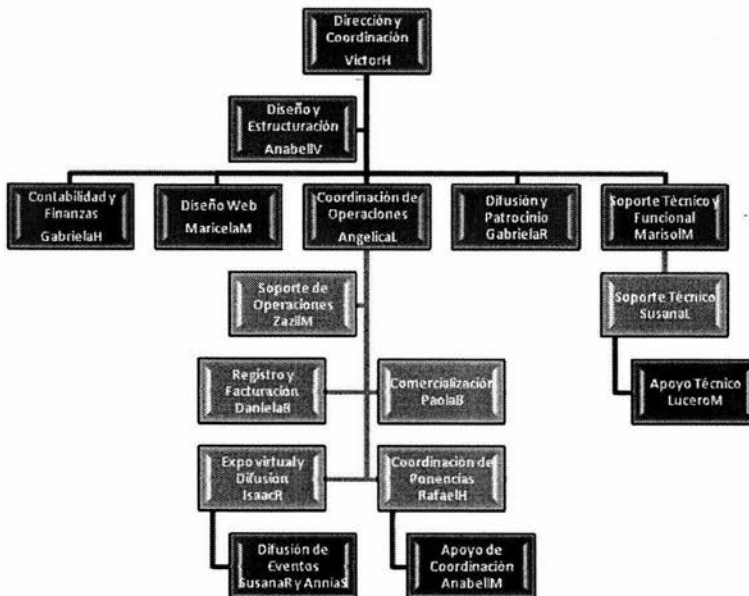 Dirección y
Coordinación
VictorH
Diseño y
Estructuración
AnabellV
Contabilidad y
Finanzas
GabrielaH
Diseño Web
MaricelaM
Coordinación de
Operaciones
AngelicaL
Difusión y
Patrocinio
GabrielaR
Soporte Técnico y
Funcional
MarisolM
Soporte de
Operaciones
ZazilM
Soporte Técnico
SusanaL
Registro y
Facturación
DanielaB
Comercialización
PaolaB
Apoyo Técnico
LuceroM
Expo virtual y
Difusión
IsaacR
Coordinación de
Ponencias
RafaelH
Difusión de
Eventos
SusanaR y AnniaS
Apoyo de
Coordinación
AnabellM